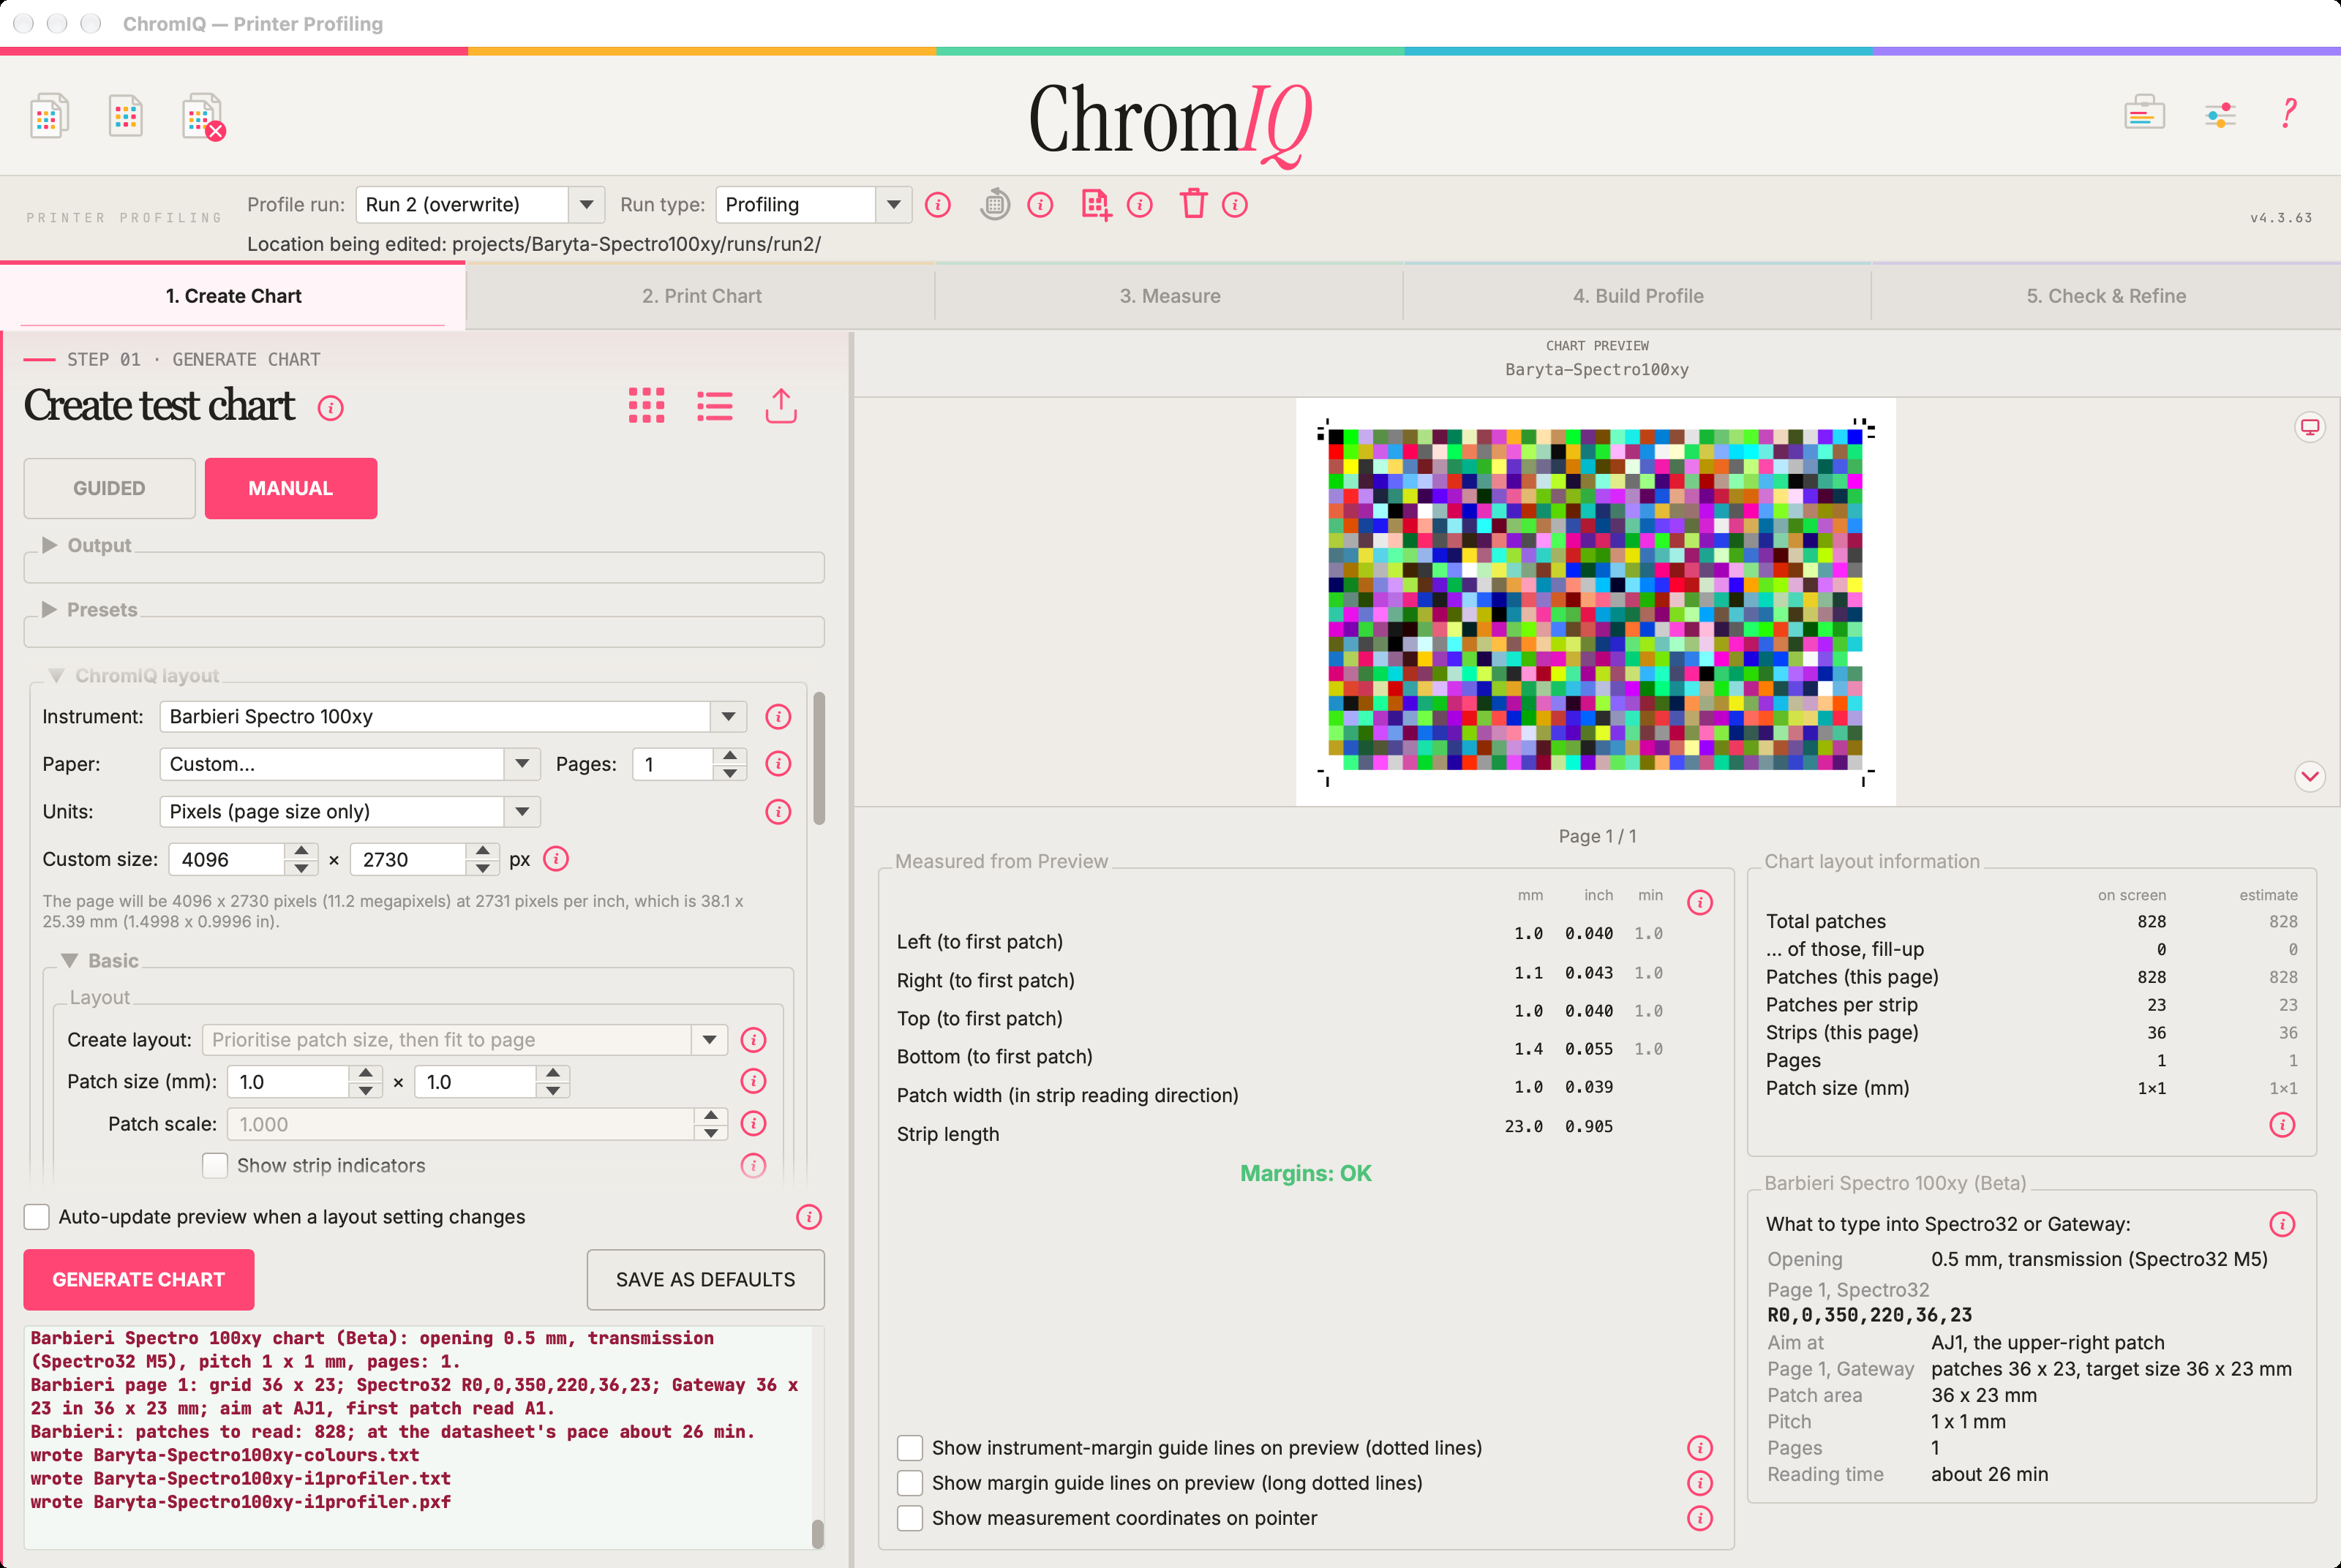 ChromIQ — Printer Profiling
ChromIQ
?
PRINTER PROFILING
Profile run: Run 2 (overwrite) Run type: Profiling
v4.3.63
Location being edited: projects/Baryta-Spectro100xy/runs/run2/
1. Create Chart
2. Print Chart
3. Measure
4. Build Profile
5. Check & Refine
STEP 01 · GENERATE CHART
Create test chart
GUIDED
MANUAL
Output
Presets
ChromIQ layout
Instrument: Barbieri Spectro 100xy
Paper: Custom... Pages: 1
Units: Pixels (page size only)
Custom size: 4096 × 2730 px
The page will be 4096 x 2730 pixels (11.2 megapixels) at 2731 pixels per inch, which is 38.1 x
25.39 mm (1.4998 x 0.9996 in).
Basic
Layout
Create layout: Prioritise patch size, then fit to page
Patch size (mm): 1.0 × 1.0
Patch scale: 1.000
Show strip indicators
Auto-update preview when a layout setting changes
GENERATE CHART
SAVE AS DEFAULTS
Barbieri Spectro 100xy chart (Beta): opening 0.5 mm, transmission
(Spectro32 M5), pitch 1 x 1 mm, pages: 1.
Barbieri page 1: grid 36 x 23; Spectro32 R0,0,350,220,36,23; Gateway 36 x
23 in 36 x 23 mm; aim at AJ1, first patch read A1.
Barbieri: patches to read: 828; at the datasheet's pace about 26 min.
wrote Baryta-Spectro100xy-colours.txt
wrote Baryta-Spectro100xy-i1profiler.txt
wrote Baryta-Spectro100xy-i1profiler.pxf
CHART PREVIEW
Baryta-Spectro100xy
Page 1 / 1
Measured from Preview
mm inch min
Left (to first patch) 1.0 0.040 1.0
Right (to first patch) 1.1 0.043 1.0
Top (to first patch) 1.0 0.040 1.0
Bottom (to first patch) 1.4 0.055 1.0
Patch width (in strip reading direction) 1.0 0.039
Strip length 23.0 0.905
Margins: OK
Show instrument-margin guide lines on preview (dotted lines)
Show margin guide lines on preview (long dotted lines)
Show measurement coordinates on pointer
Chart layout information
on screen estimate
Total patches 828 828
... of those, fill-up 0 0
Patches (this page) 828 828
Patches per strip 23 23
Strips (this page) 36 36
Pages 1 1
Patch size (mm) 1×1 1×1
Barbieri Spectro 100xy (Beta)
What to type into Spectro32 or Gateway:
Opening 0.5 mm, transmission (Spectro32 M5)
Page 1, Spectro32
R0,0,350,220,36,23
Aim at AJ1, the upper-right patch
Page 1, Gateway patches 36 x 23, target size 36 x 23 mm
Patch area 36 x 23 mm
Pitch 1 x 1 mm
Pages 1
Reading time about 26 min